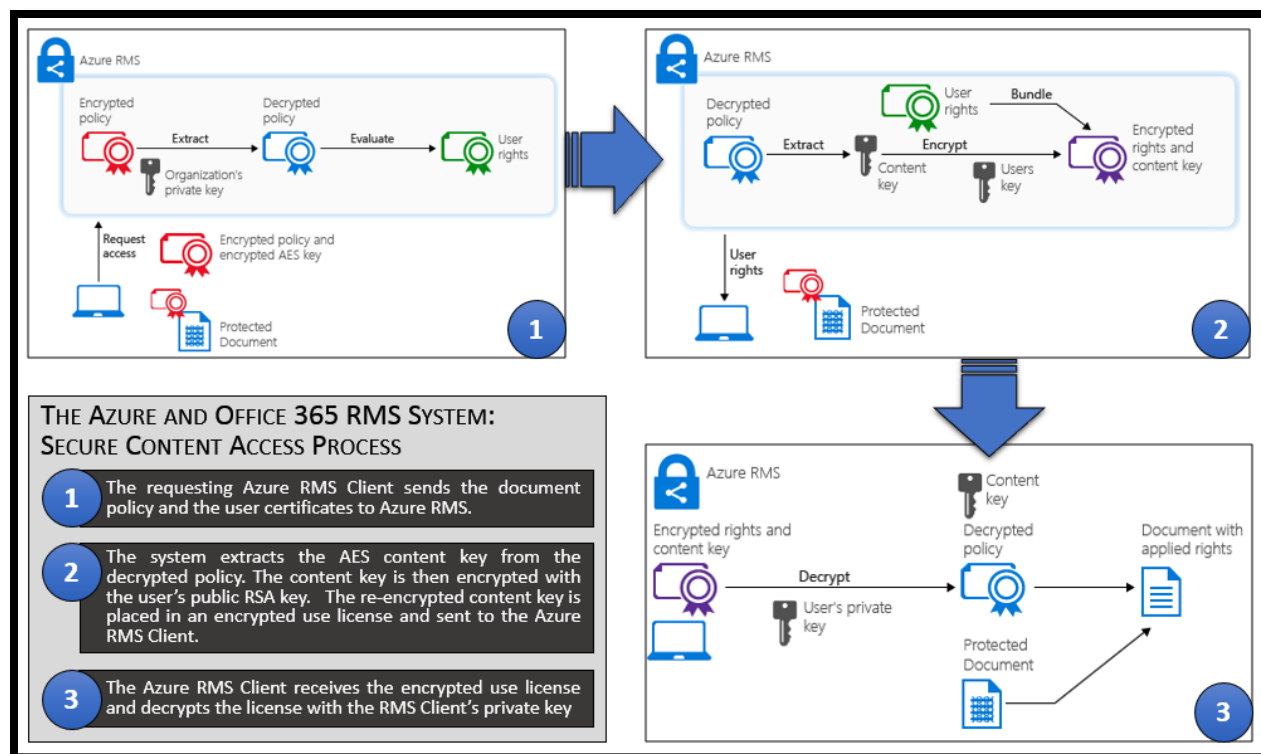 Azure RMS
Encrypted
policy
Decrypted
policy
Extract
Evaluate
User
rights
Organization's
private key
Request
access
Encrypted policy and
encrypted AES key
Protected
Document
1
Azure RMS
Decrypted
policy
User
rights
Bundle
Extract
Encrypt
Encrypted
rights and
content key
Content
key
Users
key
User
rights
Protected
Document
2
THE AZURE AND OFFICE 365 RMS SYSTEM:
SECURE CONTENT ACCESS PROCESS
1
The requesting Azure RMS Client sends the document
policy and the user certificates to Azure RMS.
2
The system extracts the AES content key from the
decrypted policy. The content key is then encrypted with
the user's public RSA key. The re-encrypted content key is
placed in an encrypted use license and sent to the Azure
RMS Client.
3
The Azure RMS Client receives the encrypted use license
and decrypts the license with the RMS Client's private key
Azure RMS
Content
key
Encrypted rights and
content key
Decrypted
policy
Document with
applied rights
Decrypt
User's private
key
Protected
Document
3